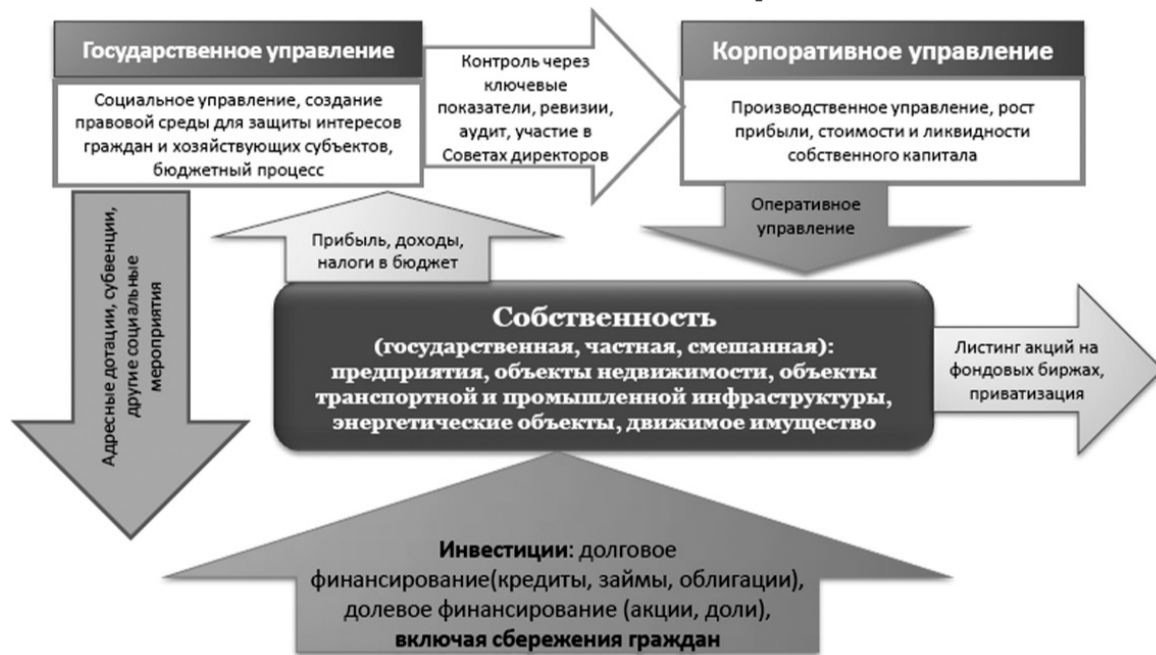 Государственное управление
Социальное управление, создание
правовой среды для защиты интересов
граждан и хозяйствующих субъектов,
бюджетный процесс
Контроль через
ключевые
показатели, ревизии,
аудит, участие в
Советах директоров
Корпоративное управление
Производственное управление, рост
прибыли, стоимости и ликвидности
собственного капитала
Адресные дотации, субвенции,
другие социальные
мероприятия
Прибыль, доходы,
налоги в бюджет
Оперативное
управление
Собственность
(государственная, частная, смешанная):
предприятия, объекты недвижимости, объекты
транспортной и промышленной инфраструктуры,
энергетические объекты, движимое имущество
Листинг акций на
фондовых биржах,
приватизация
Инвестиции: долговое
финансирование(кредиты, займы, облигации),
долевое финансирование (акции, доли),
включая сбережения граждан